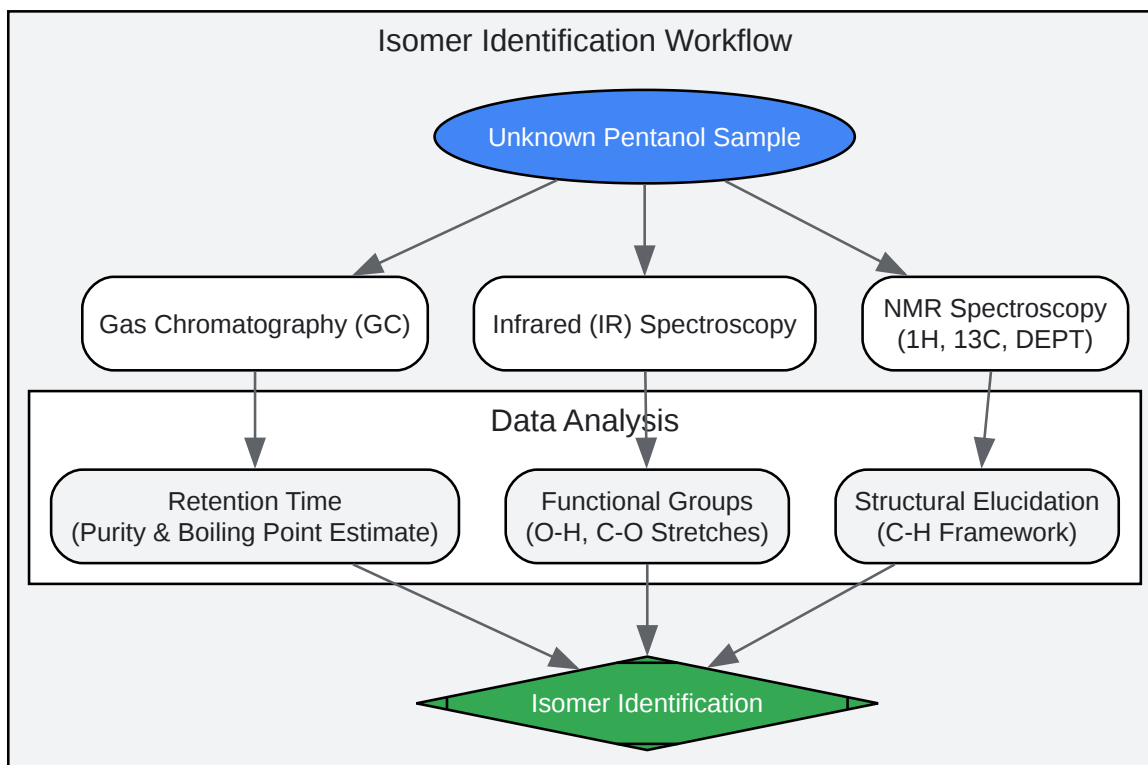 Isomer Identification Workflow
Unknown Pentanol Sample
Gas Chromatography (GC)
Infrared (IR) Spectroscopy
NMR Spectroscopy
(1H, 13C, DEPT)
Data Analysis
Retention Time
(Purity & Boiling Point Estimate)
Functional Groups
(O-H, C-O Stretches)
Structural Elucidation
(C-H Framework)
Isomer Identification